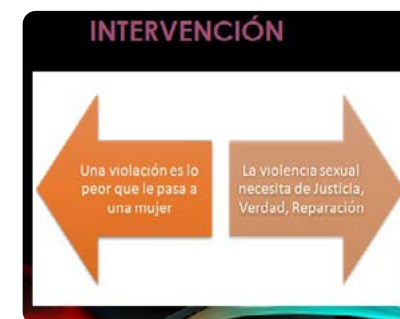 INTERVENCIÓN
Una violación es lo
peor que le pasa a
una mujer
La violencia sexual
necesita de Justicia,
Verdad, Reparación